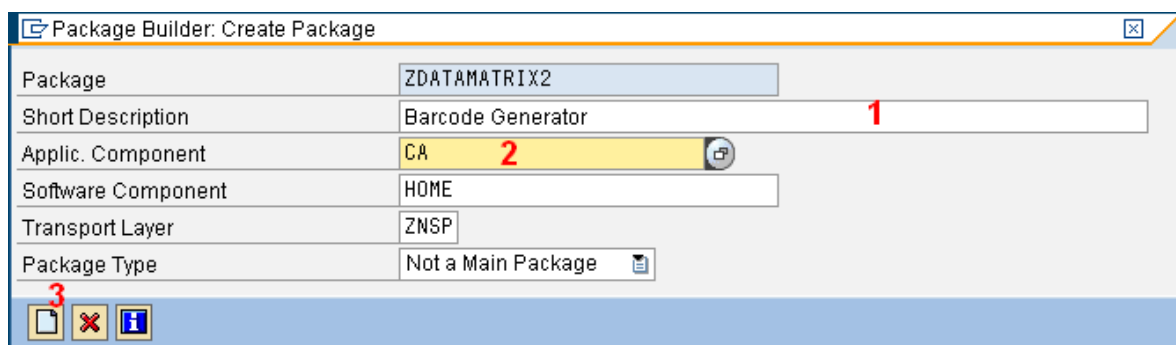 Package Builder: Create Package
Package ZDATAMATRIX2
Short Description Barcode Generator 1
Applic. Component CA 2
Software Component HOME
Transport Layer ZNSP
Package Type Not a Main Package
3